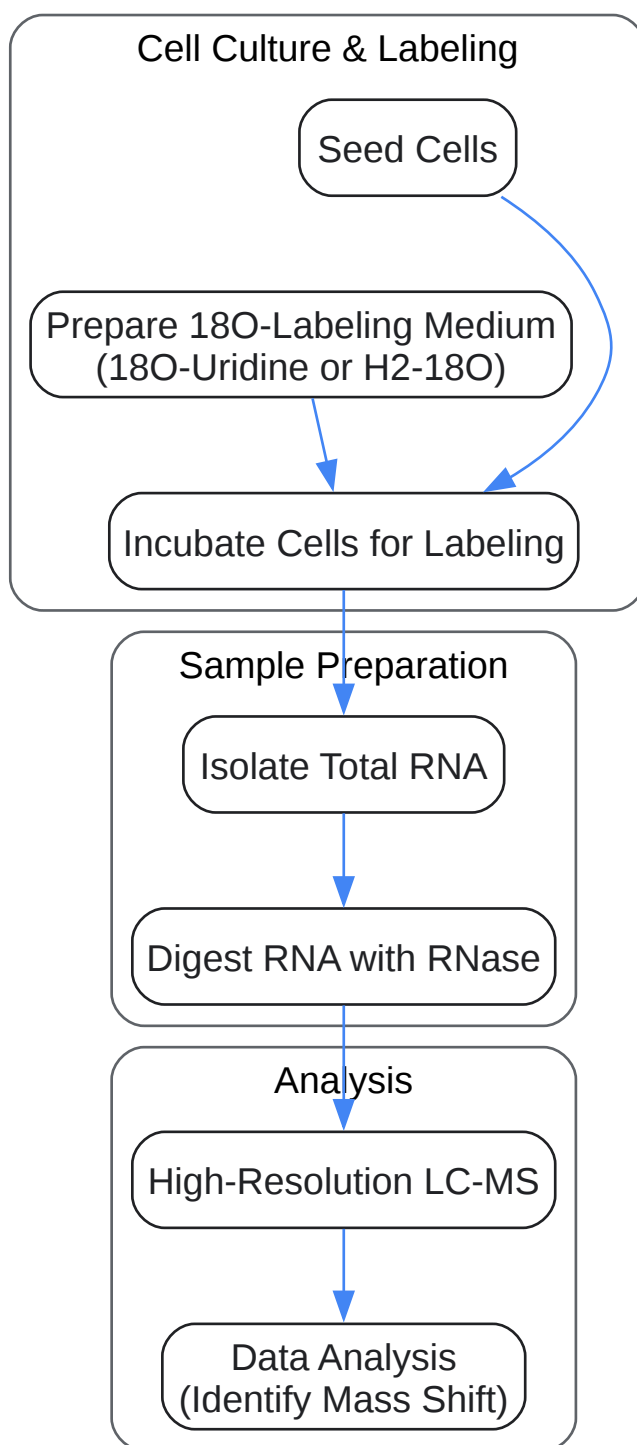 Cell Culture & Labeling
Seed Cells
Prepare 18O-Labeling Medium
(18O-Uridine or H2-18O)
Incubate Cells for Labeling
Sample Preparation
Isolate Total RNA
Digest RNA with RNase
Analysis
High-Resolution LC-MS
Data Analysis
(Identify Mass Shift)